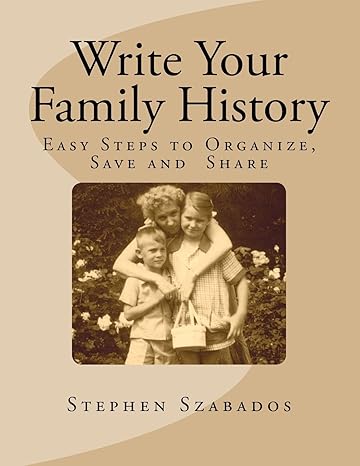 Write Your
Family History
Easy Steps to Organize,
Save and Share
Stephen Szabados